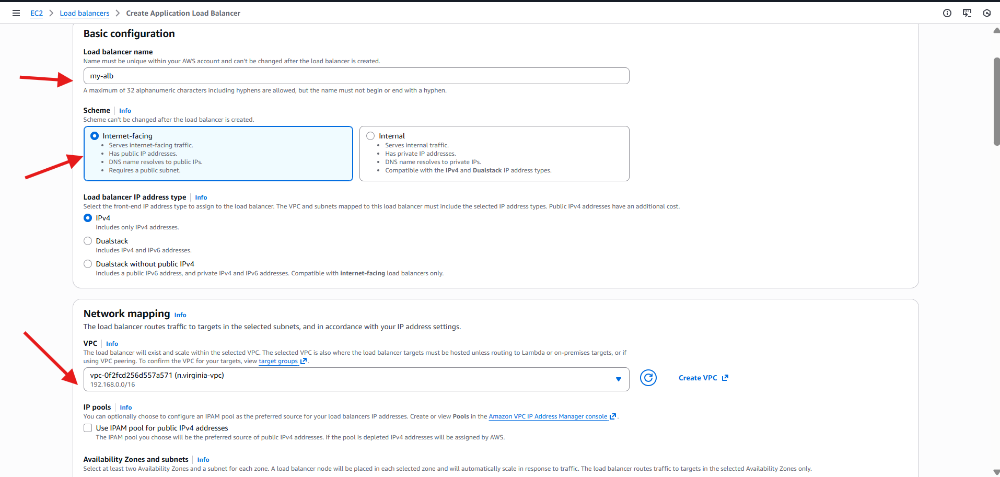 EC2 > Load balancers > Create Application Load Balancer
Basic configuration
Load balancer name
Name must be unique within your AWS account and can't be changed after the load balancer is created.
my-alb
A maximum of 32 alphanumeric characters including hyphens are allowed, but the name must not begin or end with a hyphen.
Scheme Info
Scheme can't be changed after the load balancer is created.
Internet-facing
• Serves internet-facing traffic.
• Has public IP addresses.
• DNS name resolves to public IPs.
• Requires a public subnet.
Internal
• Serves internal traffic.
• Has private IP addresses.
• DNS name resolves to private IPs.
• Compatible with the IPv4 and Dualstack IP address types.
Load balancer IP address type Info
Select the front-end IP address type to assign to the load balancer. The VPC and subnets mapped to this load balancer must include the selected IP address types. Public IPv4 addresses have an additional cost.
IPv4
Includes only IPv4 addresses.
Dualstack
Includes IPv4 and IPv6 addresses.
Dualstack without public IPv4
Includes a public IPv6 address, and private IPv4 and IPv6 addresses. Compatible with internet-facing load balancers only.
Network mapping Info
The load balancer routes traffic to targets in the selected subnets, and in accordance with your IP address settings.
VPC Info
The load balancer will exist and scale within the selected VPC. The selected VPC is also where the load balancer targets must be hosted unless routing to Lambda or on-premises targets, or if
using VPC peering. To confirm the VPC for your targets, view target groups.
vpc-0f2fcd256d557a571 (n.virginia-vpc)
192.168.0.0/16
Create VPC
IP pools Info
You can optionally choose to configure an IPAM pool as the preferred source for your load balancers IP addresses. Create or view Pools in the Amazon VPC IP Address Manager console.
Use IPAM pool for public IPv4 addresses
The IPAM pool you choose will be the preferred source of public IPv4 addresses. If the pool is depleted IPv4 addresses will be assigned by AWS.
Availability Zones and subnets Info
Select at least two Availability Zones and a subnet for each zone. A load balancer node will be placed in each selected zone and will automatically scale in response to traffic. The load balancer routes traffic to targets in the selected Availability Zones only.